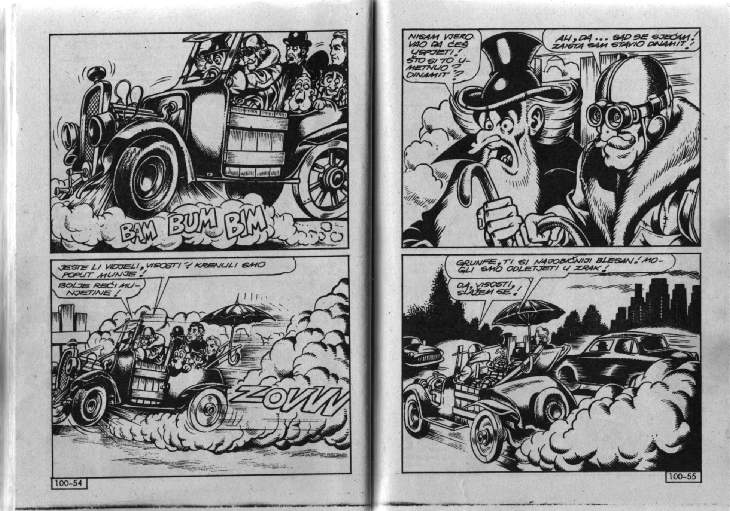 BAM BUM BIM
JESTE LI VIDJELI, VISOSTI? KRENULI SMO
POPUT MUNJE!
BOLJE REĆI MU-
NJETINE!
ZOWW
100-54
NISAM VJERO
VAO DA ĆEŠ
USPJETI!
ŠTO SI TO U-
METNUO?
DINAMIT?
AH, DA... SAD SE SJEĆAM!
ZAISTA SAM STAVIO DINAMIT!
GRUNFE, TI SI NAJOBIČNIJI BLESAN! MO-
GLI SMO ODLETJETI U ZRAK!
DA, VISOSTI,
SLAŽEM SE!
100-55